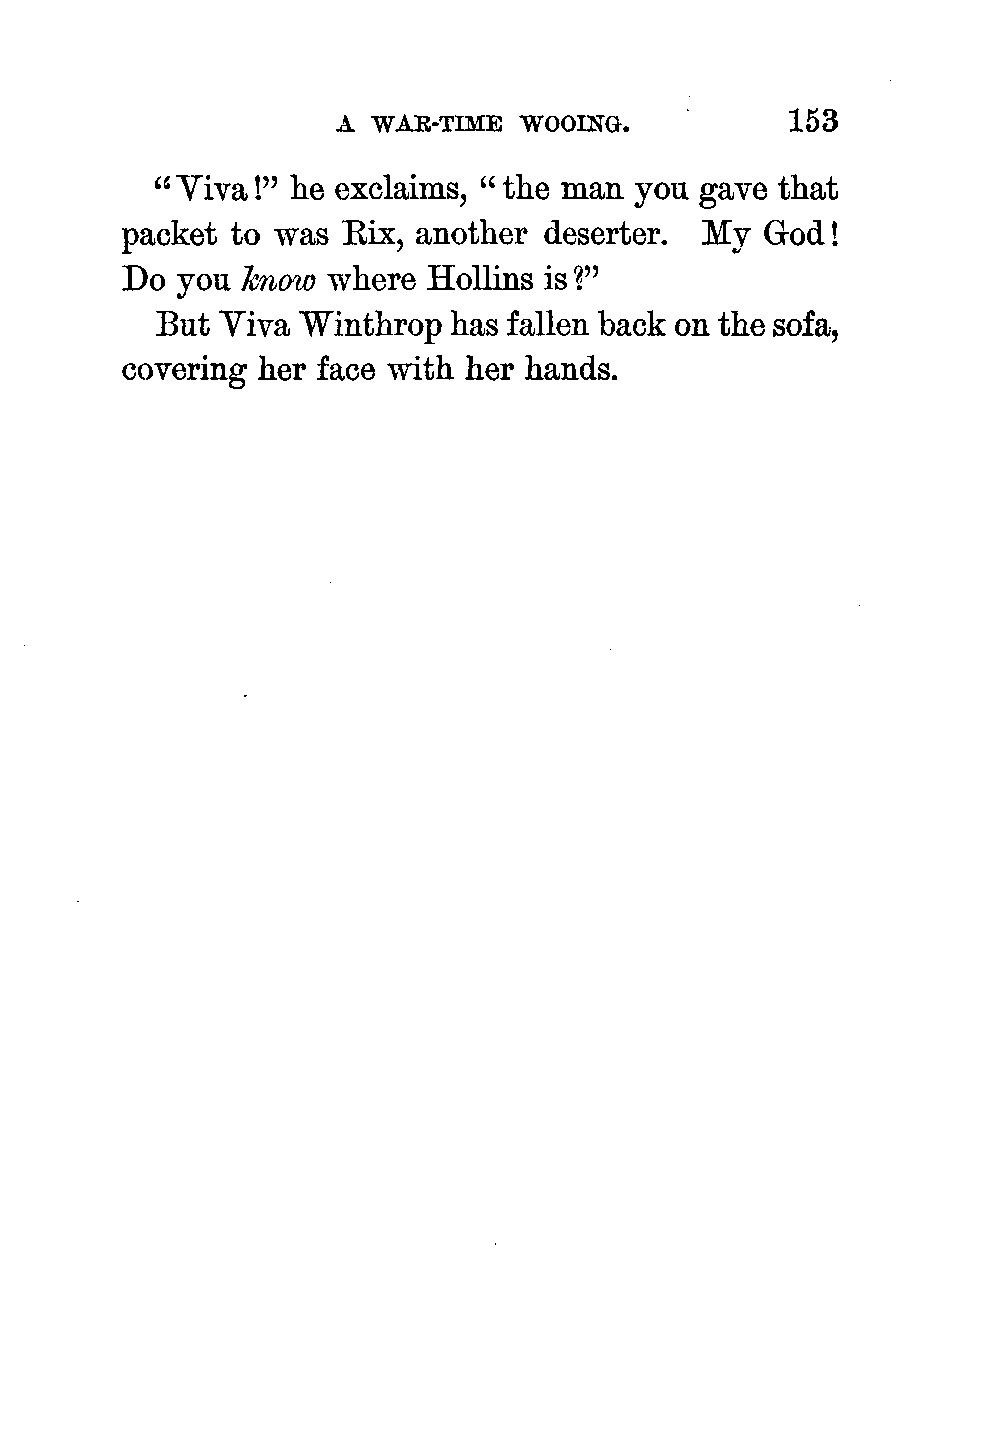 A WAR-TIME WOOING. 153
"Viva!" he exclaims, "the man you gave that
packet to was Rix, another deserter. My God!
Do you know where Hollins is?"
But Viva Winthrop has fallen back on the sofa,
covering her face with her hands.